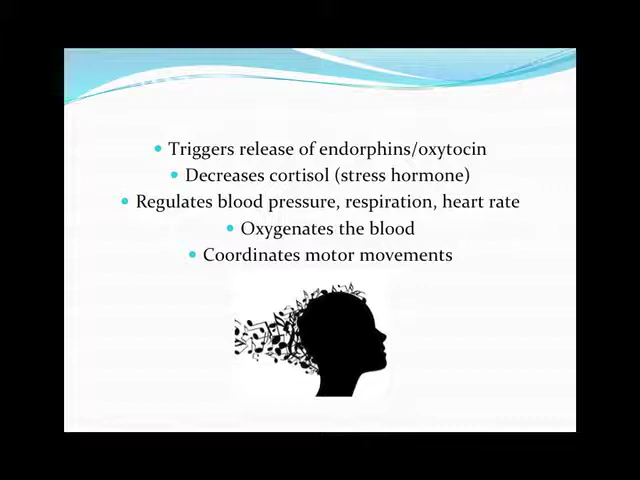 • Triggers release of endorphins/oxytocin
• Decreases cortisol (stress hormone)
• Regulates blood pressure, respiration, heart rate
• Oxygenates the blood
• Coordinates motor movements